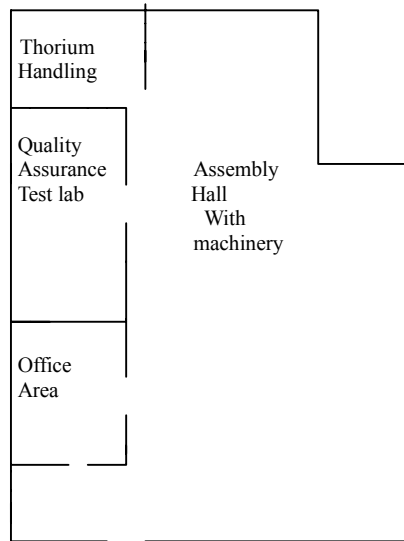 Thorium
Handling
Quality
Assurance
Test lab
Assembly
Hall
With
machinery
Office
Area